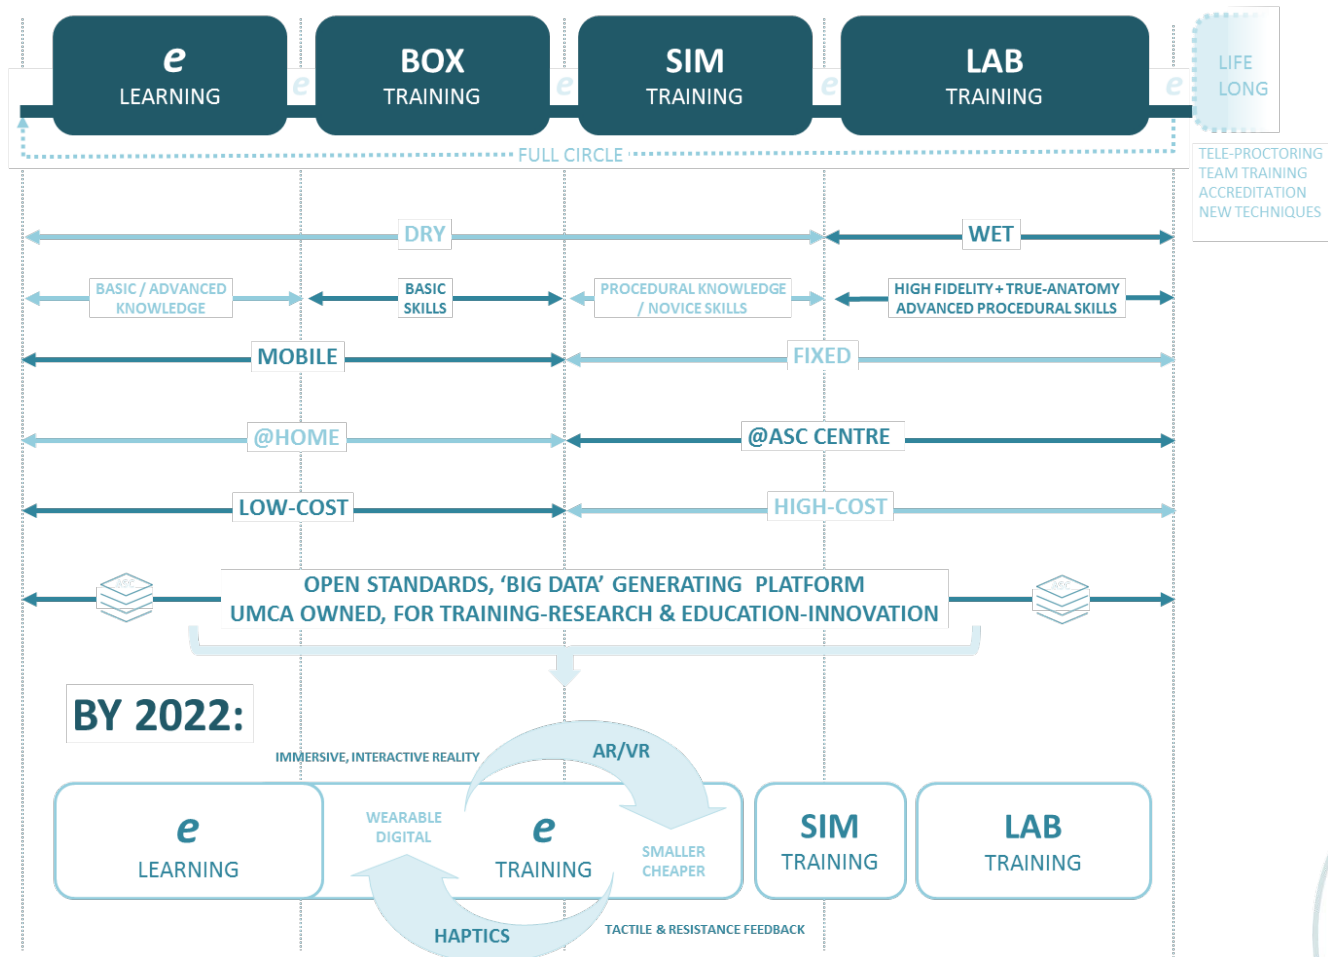 e
LEARNING
BOX
TRAINING
SIM
TRAINING
LAB
TRAINING
LIFE
LONG
e
e
e
e
FULL CIRCLE
TELE-PROCTORING
TEAM TRAINING
ACCREDITATION
NEW TECHNIQUES
DRY
WET
BASIC / ADVANCED
KNOWLEDGE
BASIC
SKILLS
PROCEDURAL KNOWLEDGE
/ NOVICE SKILLS
HIGH FIDELITY + TRUE-ANATOMY
ADVANCED PROCEDURAL SKILLS
MOBILE
FIXED
@HOME
@ASC CENTRE
LOW-COST
HIGH-COST
OPEN STANDARDS, ‘BIG DATA’ GENERATING PLATFORM
UMCA OWNED, FOR TRAINING-RESEARCH & EDUCATION-INNOVATION
BY 2022:
IMMERSIVE, INTERACTIVE REALITY
AR/VR
e
LEARNING
WEARABLE
DIGITAL
e
TRAINING
SMALLER
CHEAPER
SIM
TRAINING
LAB
TRAINING
HAPTICS
TACTILE & RESISTANCE FEEDBACK